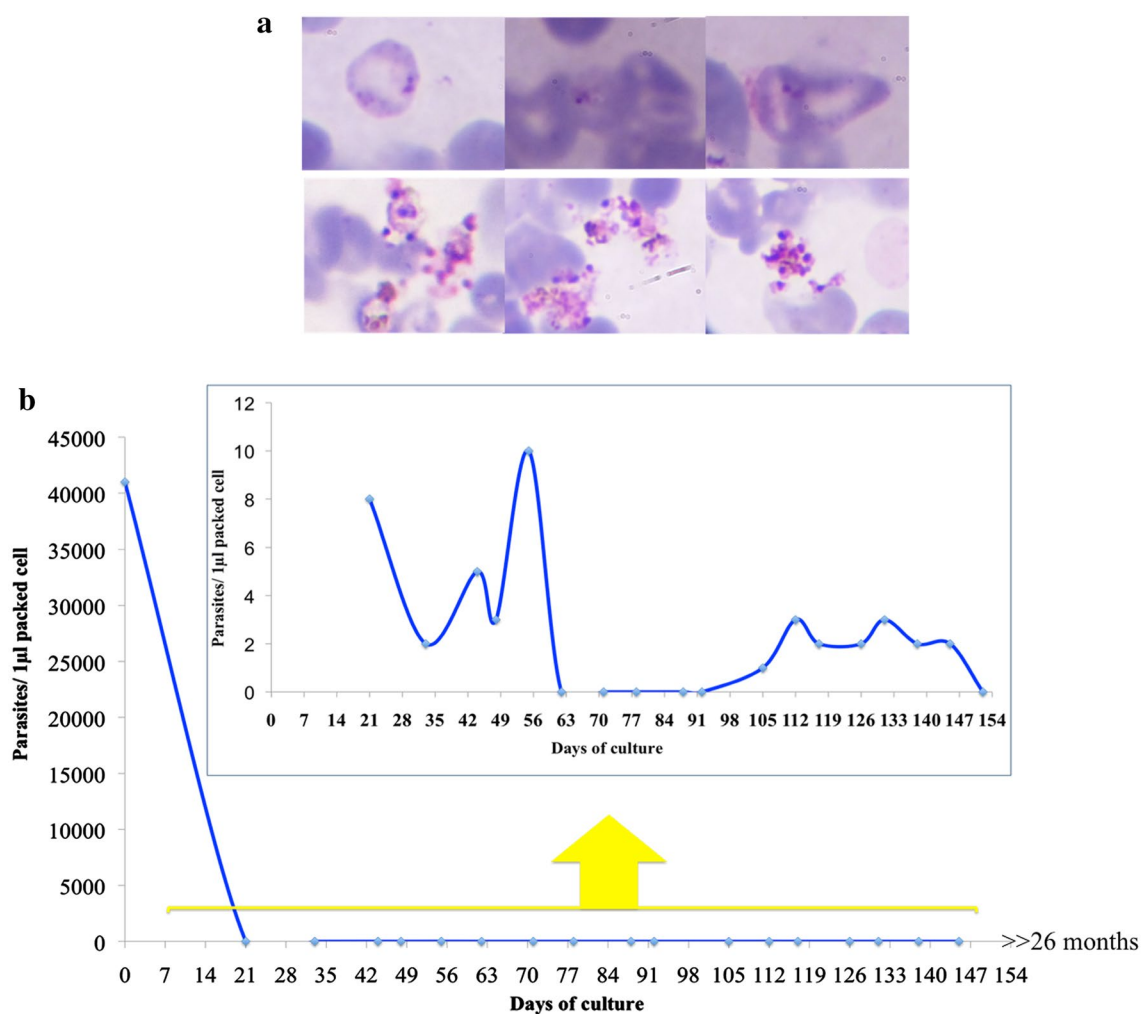 a
b
Parasites/ 1µl packed cell
45000
40000
35000
30000
25000
20000
15000
10000
5000
0
0 7 14 21 28 35 42 49 56 63 70 77 84 91 98 105 112 119 126 133 140 147 154
Days of culture
>>26 months
Parasites/ 1µl packed cell
12
10
8
6
4
2
0
0 7 14 21 28 35 42 49 56 63 70 77 84 91 98 105 112 119 126 133 140 147 154
Days of culture